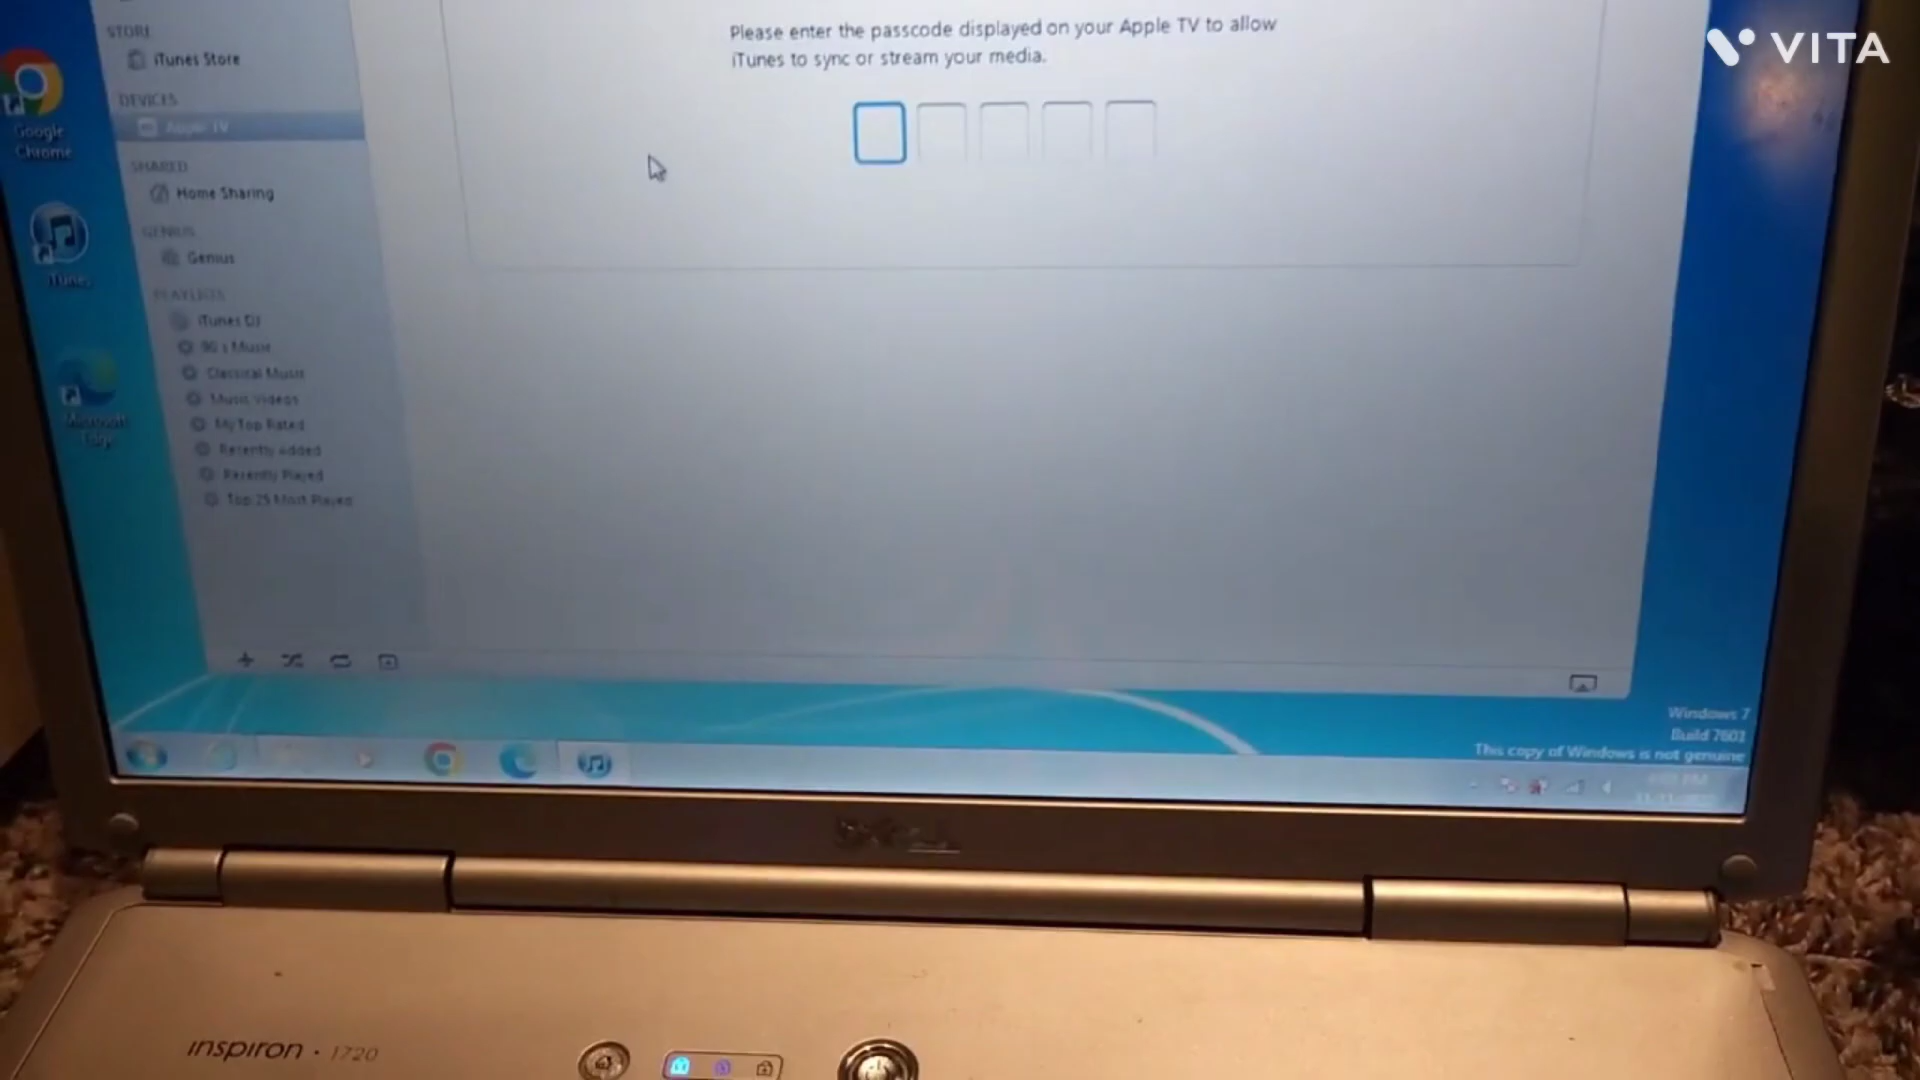 VITA
Please enter the passcode displayed on your Apple TV to allow
iTunes to sync or stream your media.
STORE
iTunes Store
DEVICES
Apple TV
SHARED
Home Sharing
GENIUS
Genius
PLAYLISTS
iTunes DJ
90's Music
Classical Music
Music Videos
My Top Rated
Recently Added
Recently Played
Top 25 Most Played
Google
Chrome
iTunes
Microsoft
Edge
Windows 7
Build 7601
This copy of Windows is not genuine
DELL
inspiron · 1720